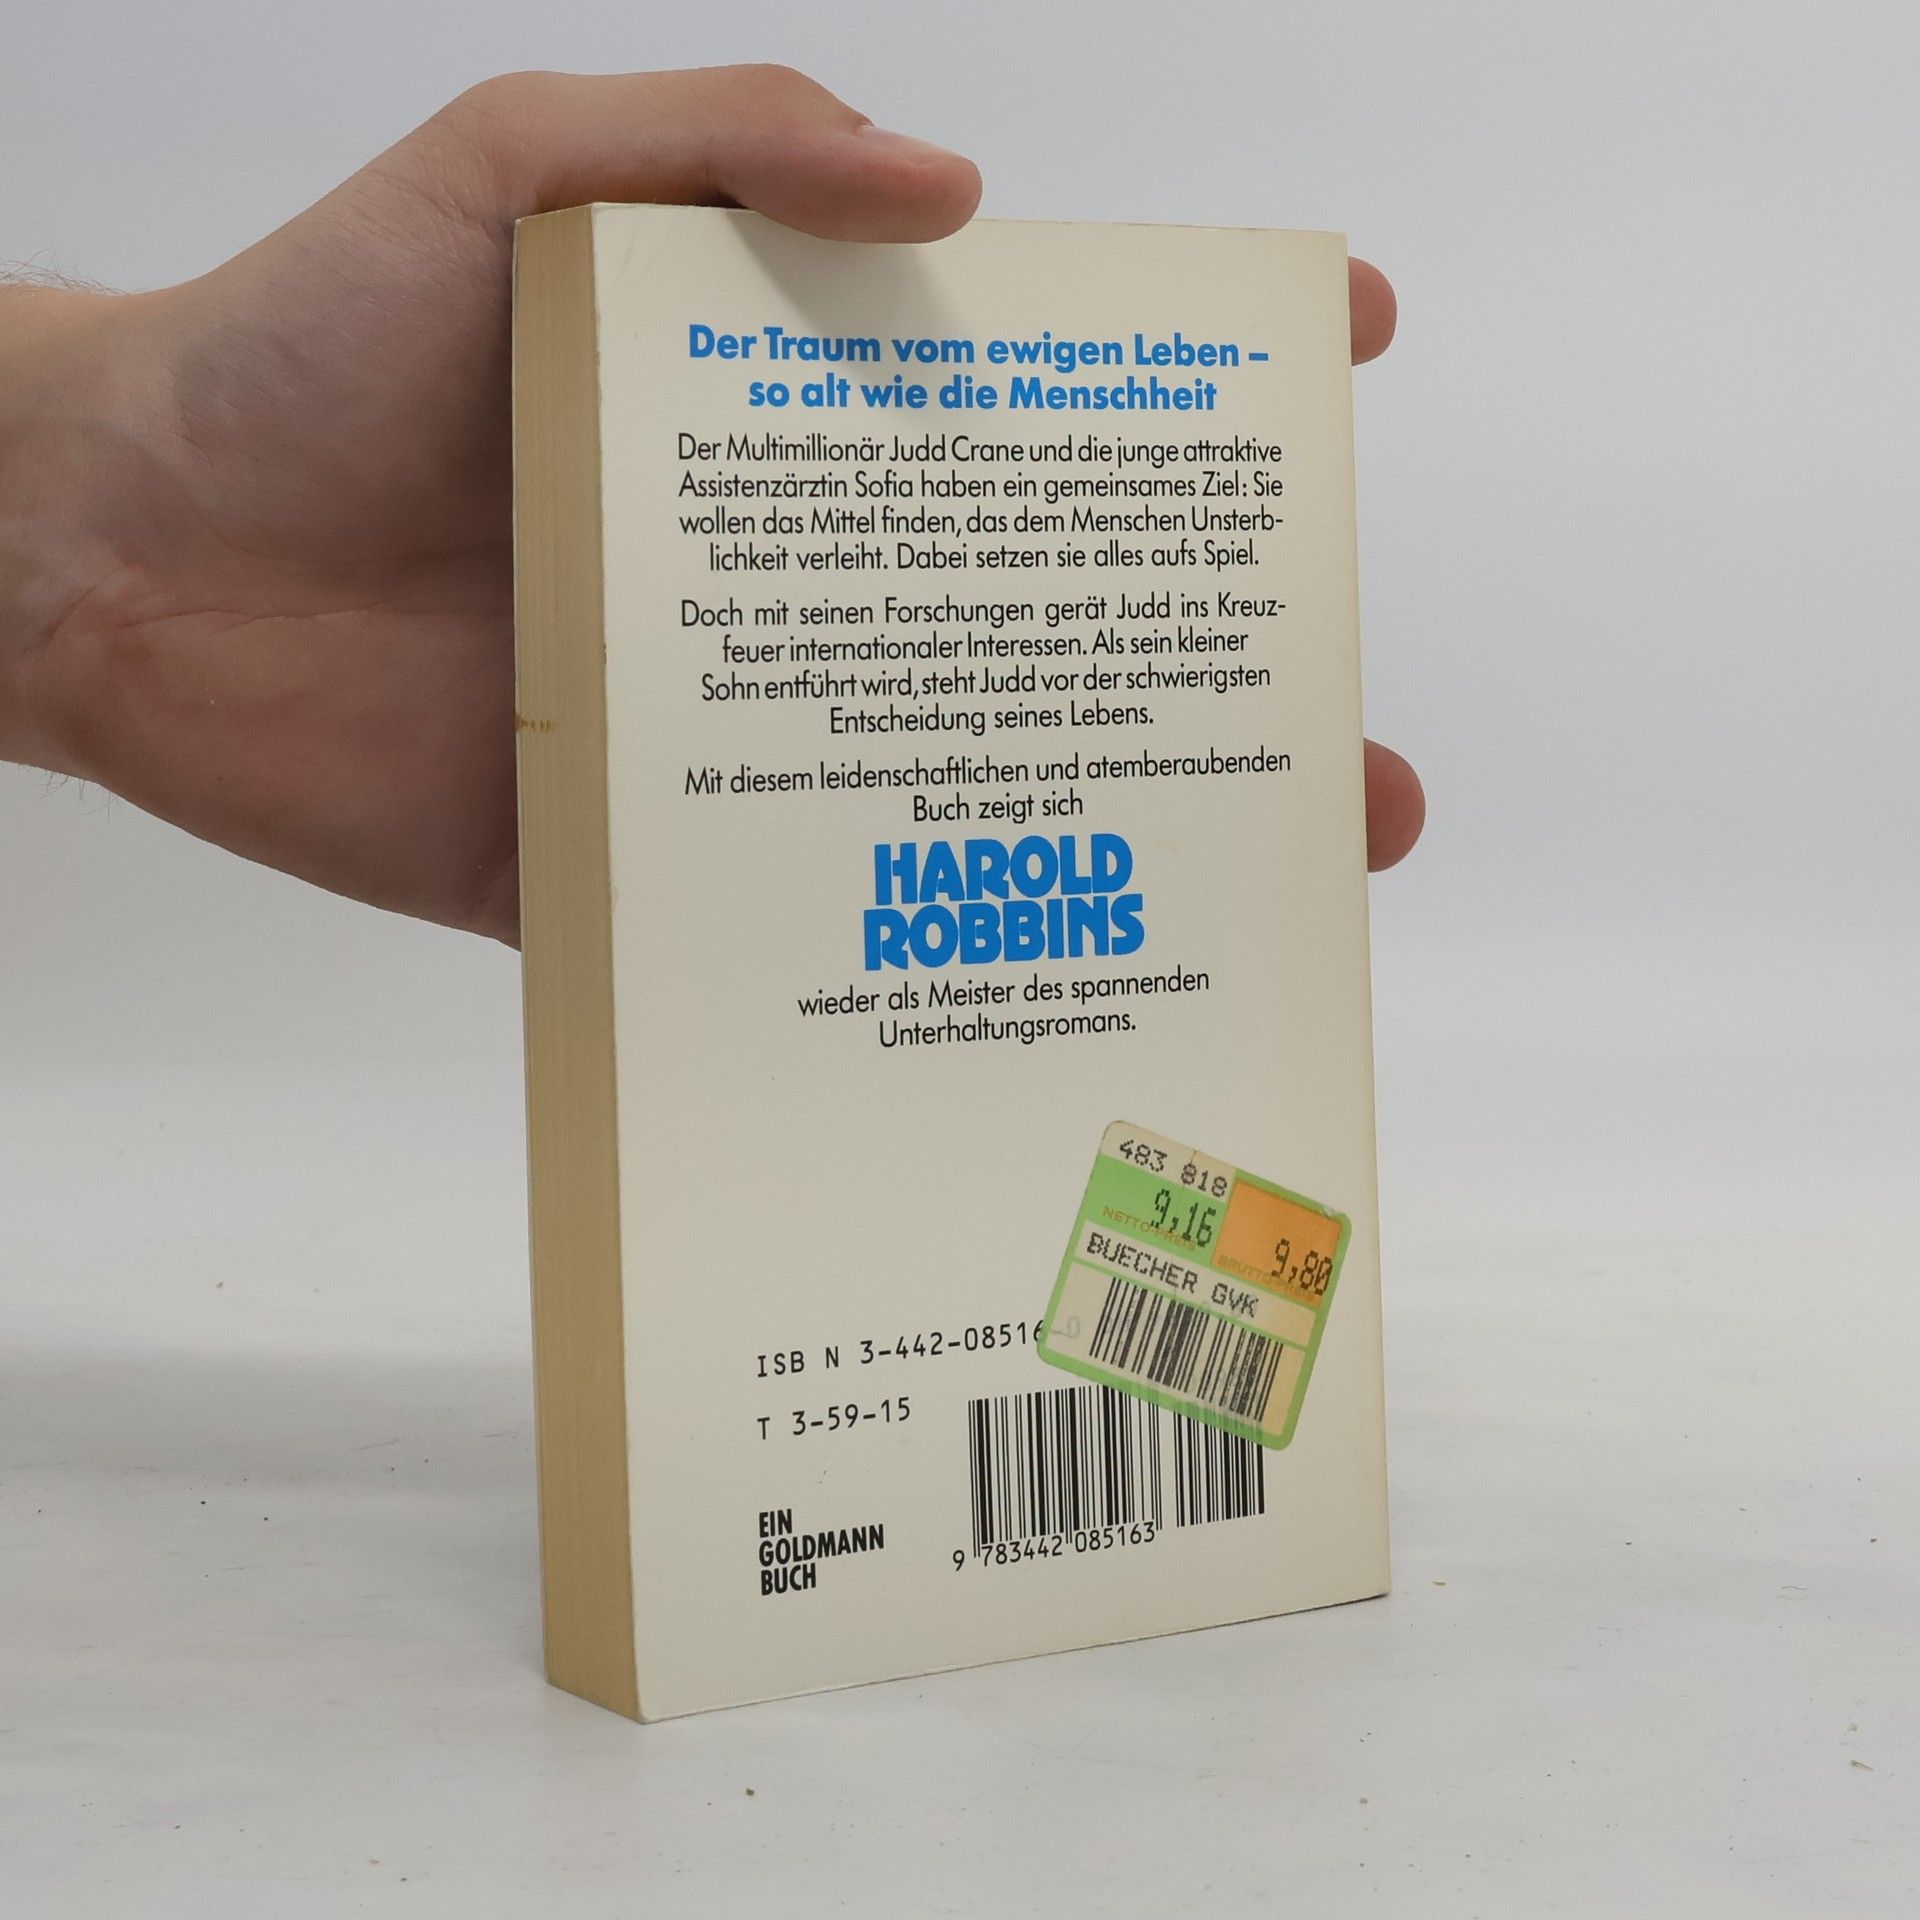 Der Traum vom ewigen Leben –
so alt wie die Menschheit
Der Multimillionär Judd Crane und die junge attraktive
Assistenzärztin Sofia haben ein gemeinsames Ziel: Sie
wollen das Mittel finden, das dem Menschen Unsterb-
lichkeit verleiht. Dabei setzen sie alles aufs Spiel.
Doch mit seinen Forschungen gerät Judd ins Kreuz-
feuer internationaler Interessen. Als sein kleiner
Sohn entführt wird, steht Judd vor der schwierigsten
Entscheidung seines Lebens.
Mit diesem leidenschaftlichen und atemberaubenden
Buch zeigt sich
HAROLD
ROBBINS
wieder als Meister des spannenden
Unterhaltungsromans.
483 818
9,16
NETTO-PREIS
9,80
BRUTTO-PREIS
BUECHER GVK
ISB N 3-442-08516-0
T 3-59-15
EIN
GOLDMANN
BUCH
9 783442 085163